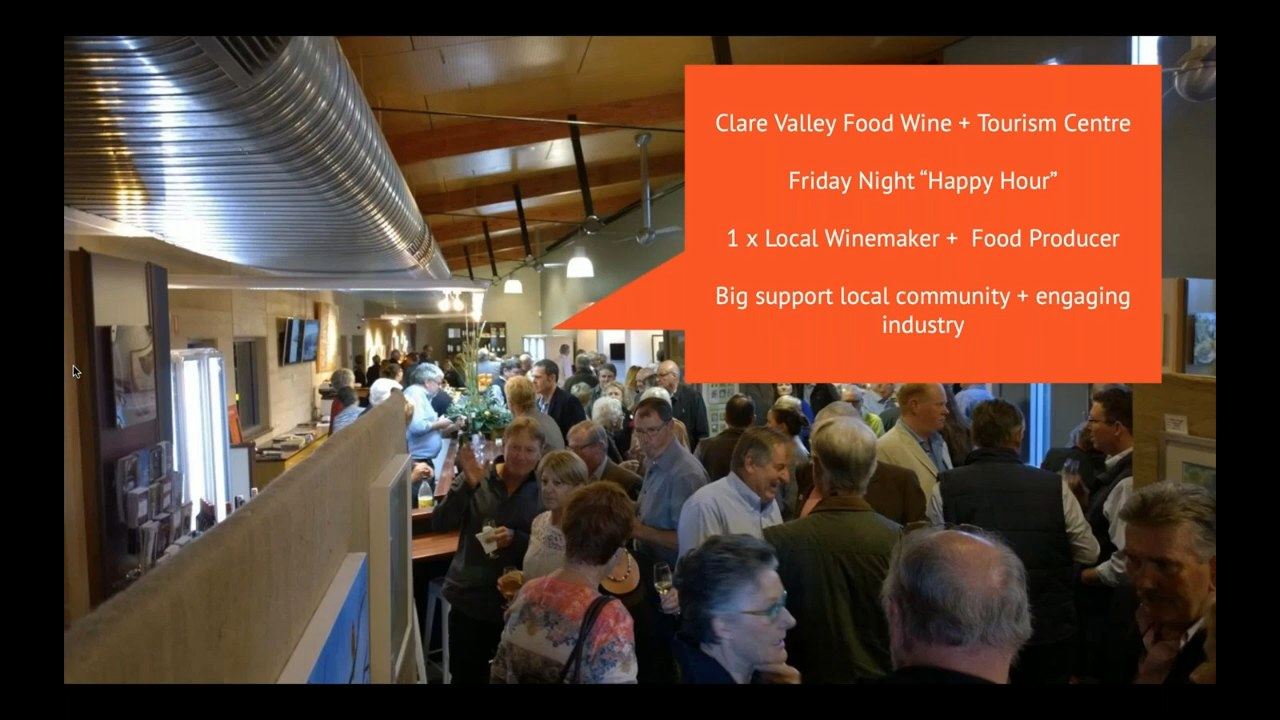 Clare Valley Food Wine + Tourism Centre
Friday Night “Happy Hour”
1 x Local Winemaker +  Food Producer
Big support local community + engaging
industry